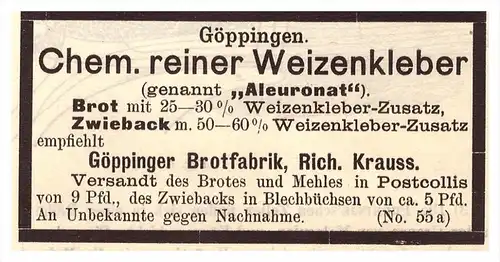 Göppingen.
Chem. reiner Weizenkleber
(genannt „Aleuronat“).
Brot mit 25—30% Weizenkleber-Zusatz,
Zwieback m. 50—60% Weizenkleber-Zusatz
empfiehlt
Göppinger Brotfabrik, Rich. Krauss.
Versandt des Brotes und Mehles in Postcollis
von 9 Pfd., des Zwiebacks in Blechbüchsen von ca. 5 Pfd.
An Unbekannte gegen Nachnahme. (No. 55a)